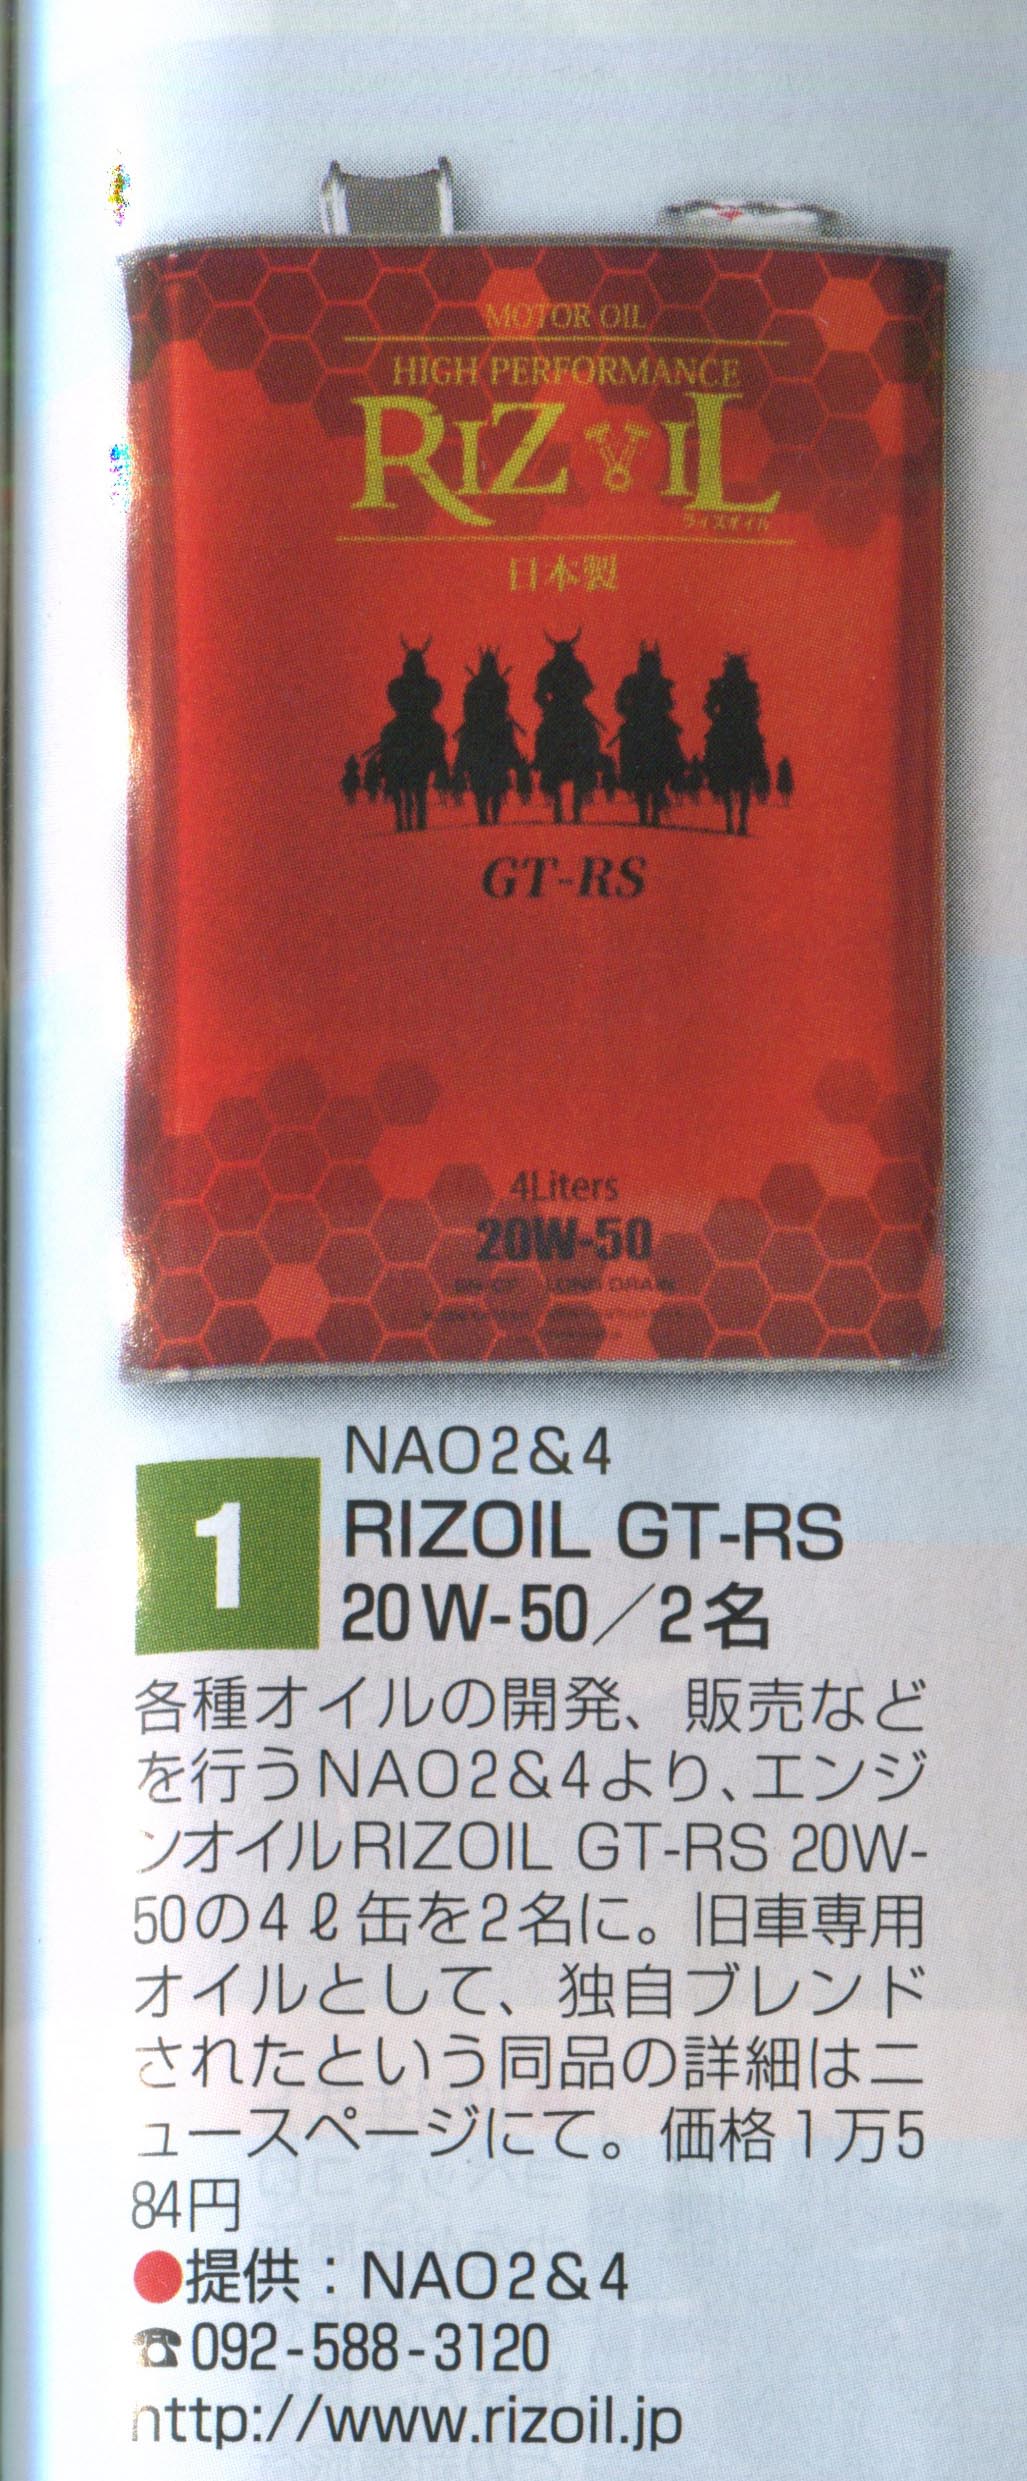 MOTOR OIL
HIGH PERFORMANCE
RIZOIL
ライズオイル
日本製
GT-RS
4Liters
20W-50
SN-CF LONG DRAIN
1
NAO2&4
RIZOIL GT-RS
20W-50／2名
各種オイルの開発、販売など
を行うNAO2&4より、エンジ
ンオイルRIZOIL GT-RS 20W-
50の4ℓ缶を2名に。旧車専用
オイルとして、独自ブレンド
されたという同品の詳細はニ
ュースページにて。価格1万5
84円
●提供：NAO2&4
☎092-588-3120
http://www.rizoil.jp